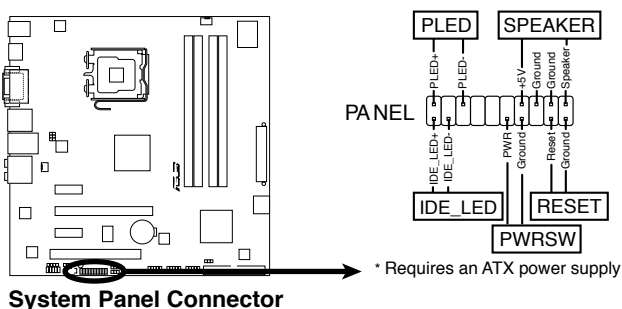 PLED SPEAKER
PLED+
PLED-
+5V
Ground
Ground
Speaker
PANEL
IDE_LED+
IDE_LED-
PWR
Ground
Reset
Ground
IDE_LED RESET
PWRSW
* Requires an ATX power supply
System Panel Connector